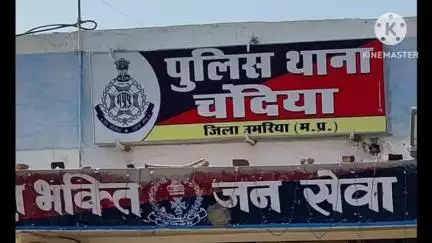 KINEMASTER
पुलिस थाना
चंदिया
जिला उमरिया (म.प्र.)
भक्ति जन सेवा